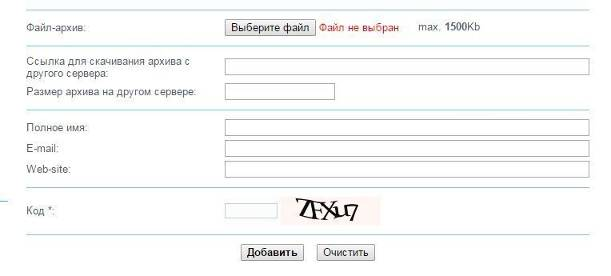 Файл-архив: Выберите файл Файл не выбран max. 1500Kb
Ссылка для скачивания архива с
другого сервера:
Размер архива на другом сервере:
Полное имя:
E-mail:
Web-site:
Код *: ZFXu7
Добавить Очистить